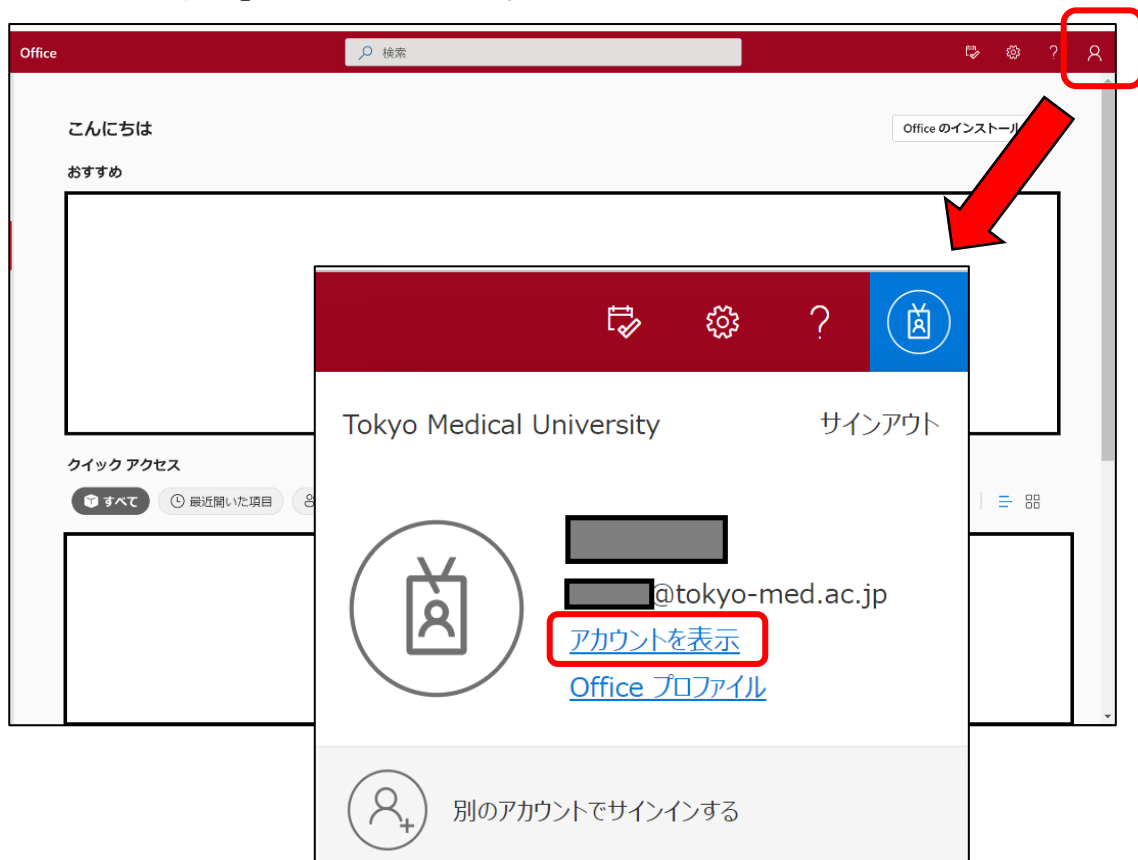 Office
検索
?
こんにちは
Office のインストール
おすすめ
?
Tokyo Medical University
サインアウト
クイック アクセス
すべて
最近開いた項目
@tokyo-med.ac.jp
アカウントを表示
Office プロファイル
別のアカウントでサインインする